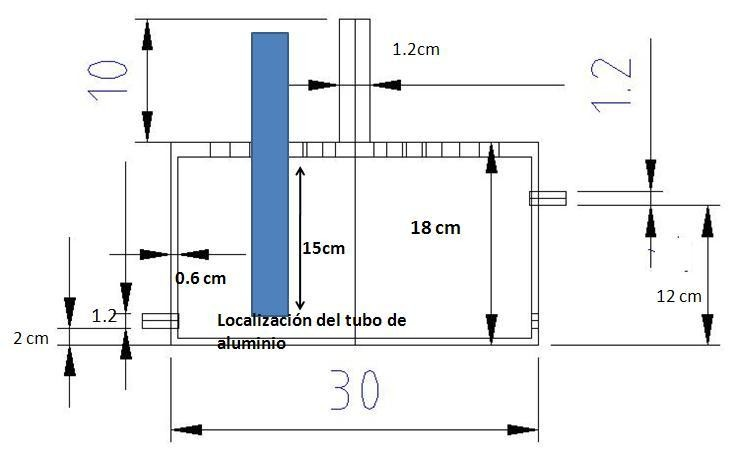 10
1.2cm
1.2
15cm
18 cm
0.6 cm
12 cm
1.2
2 cm
Localización del tubo de
aluminio
30